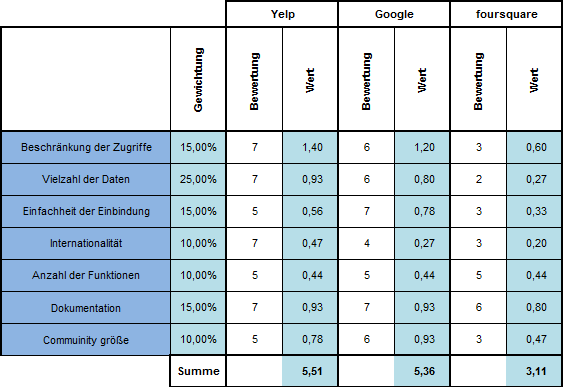 Yelp Google foursquare
Gewichtung Bewertung Wert Bewertung Wert Bewertung Wert
Beschränkung der Zugriffe 15,00% 7 1,40 6 1,20 3 0,60
Vielzahl der Daten 25,00% 7 0,93 6 0,80 2 0,27
Einfachheit der Einbindung 15,00% 5 0,56 7 0,78 3 0,33
Internationalität 10,00% 7 0,47 4 0,27 3 0,20
Anzahl der Funktionen 10,00% 5 0,44 5 0,44 5 0,44
Dokumentation 15,00% 7 0,93 7 0,93 6 0,80
Commuinity größe 10,00% 5 0,78 6 0,93 3 0,47
Summe 5,51 5,36 3,11